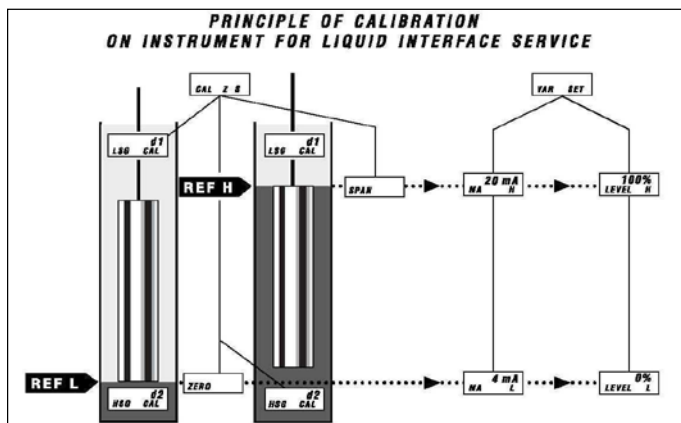 PRINCIPLE OF CALIBRATION
ON INSTRUMENT FOR LIQUID INTERFACE SERVICE
CAL Z S
VAR SET
d1
LSG CAL
d1
LSG CAL
REF H
SPAN
20 mA
MA H
100%
LEVEL H
REF L
ZERO
4 mA
MA L
0%
LEVEL L
d2
HSG CAL
d2
HSG CAL